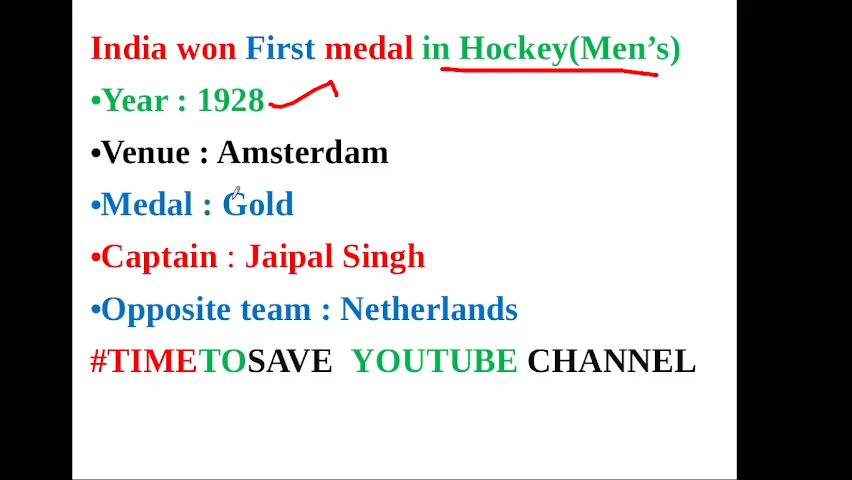 India won First medal in Hockey(Men’s)
•Year : 1928
•Venue : Amsterdam
•Medal : Gold
•Captain : Jaipal Singh
•Opposite team : Netherlands
#TIMETOSAVE YOUTUBE CHANNEL